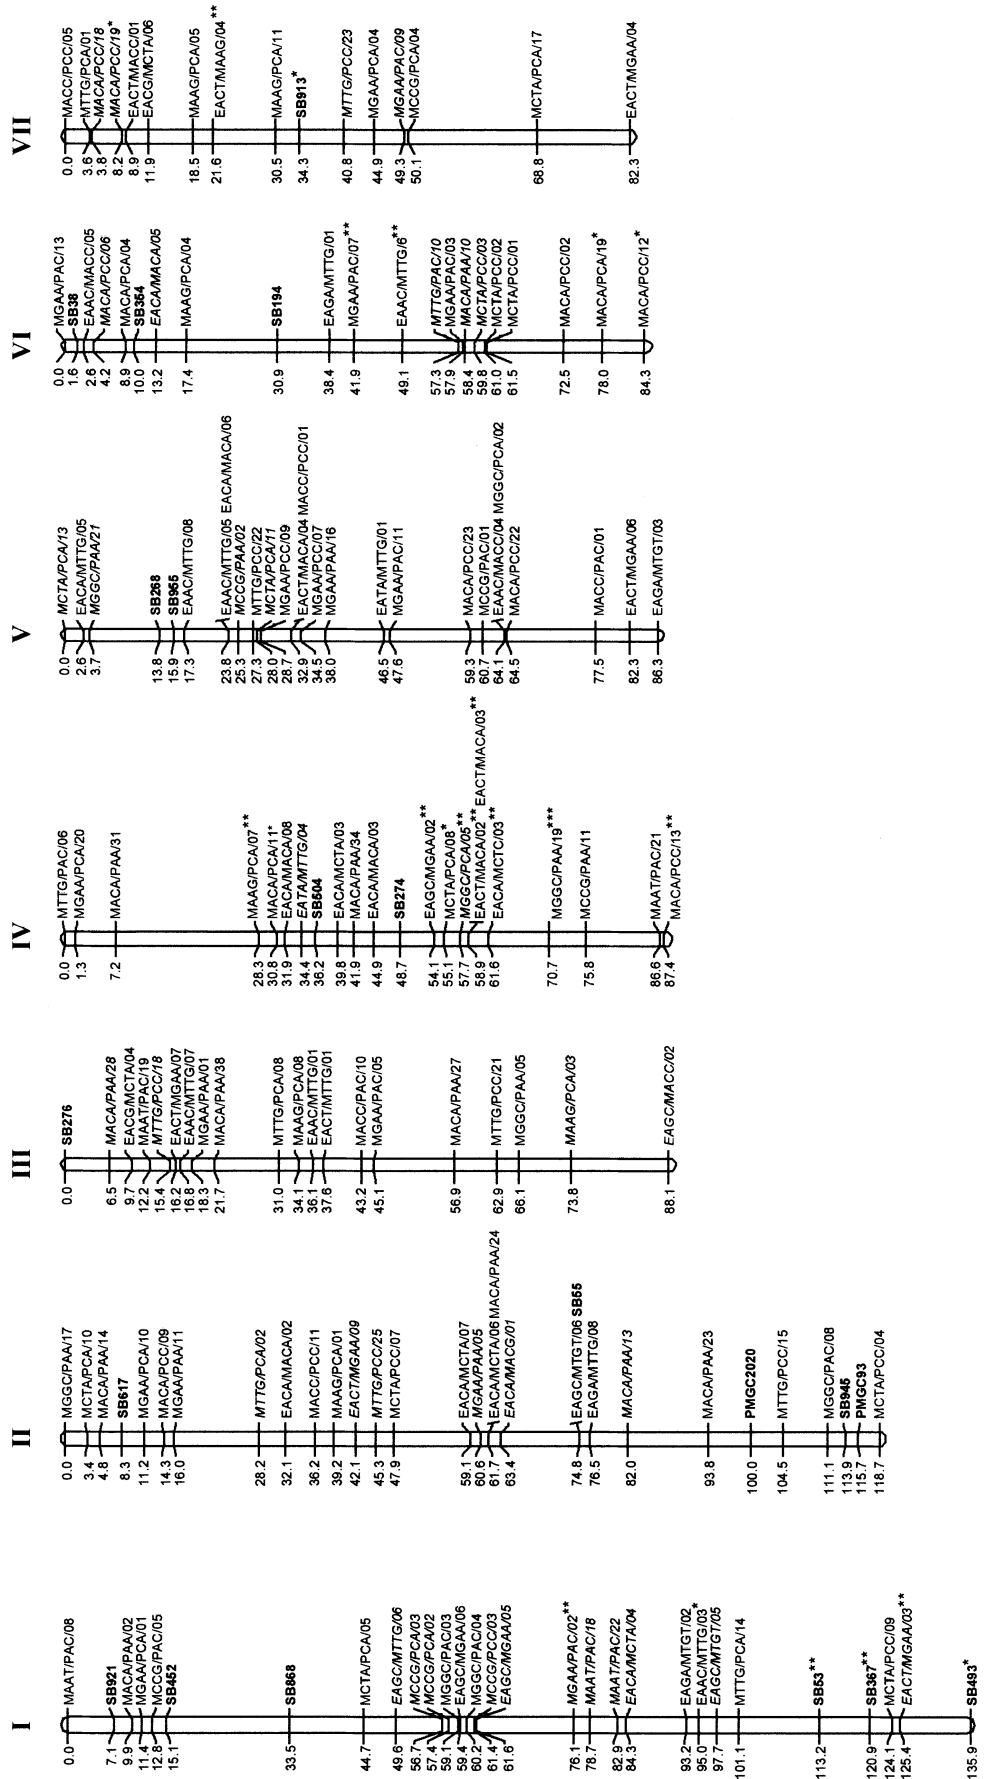 I
0.0 MAAT/PAC/08
7.1 SB921
9.9 MACA/PAA/02
11.4 MGAA/PCA/01
12.8 MCCG/PAC/05
15.1 SB452
33.5 SB868
44.7 MCTA/PCA/05
49.6 EAGC/MTTG/06
56.7 MCCG/PCA/03
57.4 MCCG/PCA/02
59.1 MGGC/PAC/03
59.4 EAGC/MGAA/06
60.2 MGGC/PAC/04
61.4 MCCG/PCC/03
61.6 EAGC/MGAA/05
76.1 MGAA/PAC/02**
78.7 MAAT/PAC/18
82.9 MAAT/PAC/22
84.3 EACA/MCTA/04
93.2 EAGA/MTGT/02
95.0 EAAC/MTTG/03*
97.7 EAGC/MTGT/05
101.1 MTTG/PCA/14
113.2 SB53**
120.9 SB367**
124.1 MCTA/PCC/09
125.4 EACT/MGAA/03**
135.9 SB493*
II
0.0 MGGC/PAA/17
3.4 MCTA/PCA/10
4.8 MACA/PAA/14
8.3 SB617
11.2 MGAA/PCA/10
14.3 MACA/PCC/09
16.0 MGAA/PAA/11
28.2 MTTG/PCA/02
32.1 EACA/MACA/02
36.2 MACC/PCC/11
39.2 MAAG/PCA/01
42.1 EACT/MGAA/09
45.3 MTTG/PCC/25
47.9 MCTA/PCC/07
59.1 EACA/MCTA/07
60.6 MGAA/PAA/05
61.7 EACA/MCTA/06 MACA/PAA/24
63.4 EACA/MACG/01
74.8 EAGC/MTGT/06 SB55
76.5 EAGA/MTTG/08
82.0 MACA/PAA/13
93.8 MACA/PAA/23
100.0 PMGC2020
104.5 MTTG/PCC/15
111.1 MGGC/PAC/08
113.9 SB945
115.7 PMGC93
118.7 MCTA/PCC/04
III
0.0 SB276
6.5 MACA/PAA/28
9.7 EACG/MCTA/04
12.2 MAAT/PAC/19
15.4 MTTG/PCC/18
16.2 EACT/MGAA/07
16.8 EAAC/MTTG/07
18.3 MGAA/PAA/01
21.7 MACA/PAA/38
31.0 MTTG/PCA/08
34.1 MAAG/PCA/08
36.1 EAAC/MTTG/01
37.6 EACT/MTTG/01
43.2 MACC/PAC/10
45.1 MGAA/PAC/05
56.9 MACA/PAA/27
62.9 MTTG/PCC/21
66.1 MGGC/PAA/05
73.8 MAAG/PCA/03
88.1 EAGC/MACC/02
IV
0.0 MTTG/PAC/06
1.3 MGAA/PCA/20
7.2 MACA/PAA/31
28.3 MAAG/PCA/07**
30.8 MACA/PCA/11*
31.9 EACA/MACA/08
34.4 EATA/MTTG/04
36.2 SB504
39.8 EACA/MCTA/03
41.9 MACA/PAA/34
44.9 EACA/MACA/03
48.7 SB274
54.1 EAGC/MGAA/02**
55.1 MCTA/PCA/08*
57.7 MGGC/PCA/05**
58.9 EACT/MACA/02** EACT/MACA/03**
61.6 EACA/MCTC/03**
70.7 MGGC/PAA/19***
75.8 MCCG/PAA/11
86.6 MAAT/PAC/21
87.4 MACA/PCC/13**
V
0.0 MCTA/PCA/13
2.6 EACA/MTTG/05
3.7 MGGC/PAA/21
13.8 SB268
15.9 SB955
17.3 EAAC/MTTG/08
23.8 EAAC/MTTG/05 EACA/MACA/06
25.3 MCCG/PAA/02
27.3 MTTG/PCC/22
28.0 MCTA/PCA/11
28.7 MGAA/PCC/09
32.9 EACT/MACA/04 MACC/PCC/01
34.5 MGAA/PCC/07
38.0 MGAA/PAA/16
46.5 EATA/MTTG/01
47.6 MGAA/PAC/11
59.3 MACA/PCC/23
60.7 MCCG/PAC/01
64.1 EAAC/MACC/04 MGGC/PCA/02
64.5 MACA/PCC/22
77.5 MACC/PAC/01
82.3 EACT/MGAA/06
86.3 EAGA/MTGT/03
VI
0.0 MGAA/PAC/13
1.6 SB38
2.6 EAAC/MACC/05
4.2 MACA/PCC/06
8.9 MACA/PCA/04
10.0 SB354
13.2 EACA/MACA/05
17.4 MAAG/PCA/04
30.9 SB194
38.4 EAGA/MTTG/01
41.9 MGAA/PAC/07**
49.1 EAAC/MTTG/6**
57.3 MTTG/PAC/10
57.9 MGAA/PAC/03
58.4 MACA/PAA/10
59.8 MCTA/PCC/03
61.0 MCTA/PCC/02
61.5 MCTA/PCC/01
72.5 MACA/PCC/02
78.0 MACA/PCA/19*
84.3 MACA/PCC/12*
VII
0.0 MACC/PCC/05
3.6 MTTG/PCA/01
3.8 MACA/PCC/18
8.2 MACA/PCC/19*
8.9 EACT/MACC/01
11.9 EACG/MCTA/06
18.5 MAAG/PCA/05
21.6 EACT/MAAG/04**
30.5 MAAG/PCA/11
34.3 SB913*
40.8 MTTG/PCC/23
44.9 MGAA/PCA/04
49.3 MGAA/PAC/09
50.1 MCCG/PCA/04
68.8 MCTA/PCA/17
82.3 EACT/MGAA/04